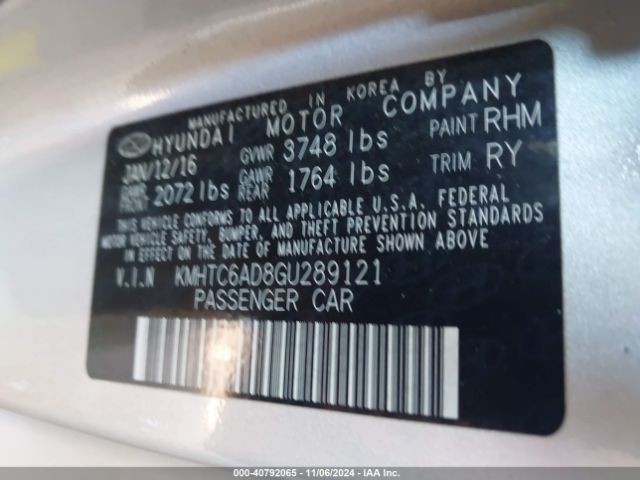 MANUFACTURED IN KOREA BY
HYUNDAI MOTOR COMPANY
JAN/12/16 GVWR 3748 lbs PAINT RHM
GAWR FRONT 2072 lbs GAWR REAR 1764 lbs TRIM RY
THIS VEHICLE CONFORMS TO ALL APPLICABLE U.S.A. FEDERAL
MOTOR VEHICLE SAFETY, BUMPER, AND THEFT PREVENTION STANDARDS
IN EFFECT ON THE DATE OF MANUFACTURE SHOWN ABOVE.
V.I.N KMHTC6AD8GU289121
PASSENGER CAR
000-40792065 - 11/06/2024 - IAA Inc.